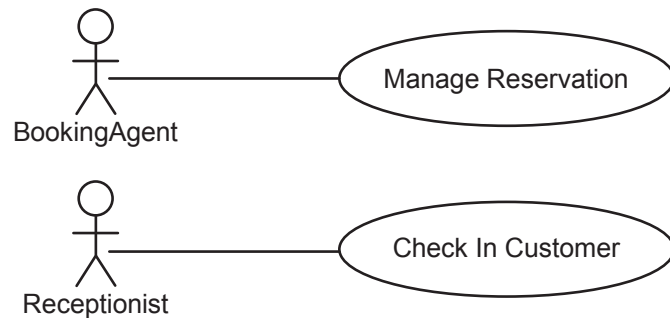 Manage Reservation
BookingAgent
Check In Customer
Receptionist